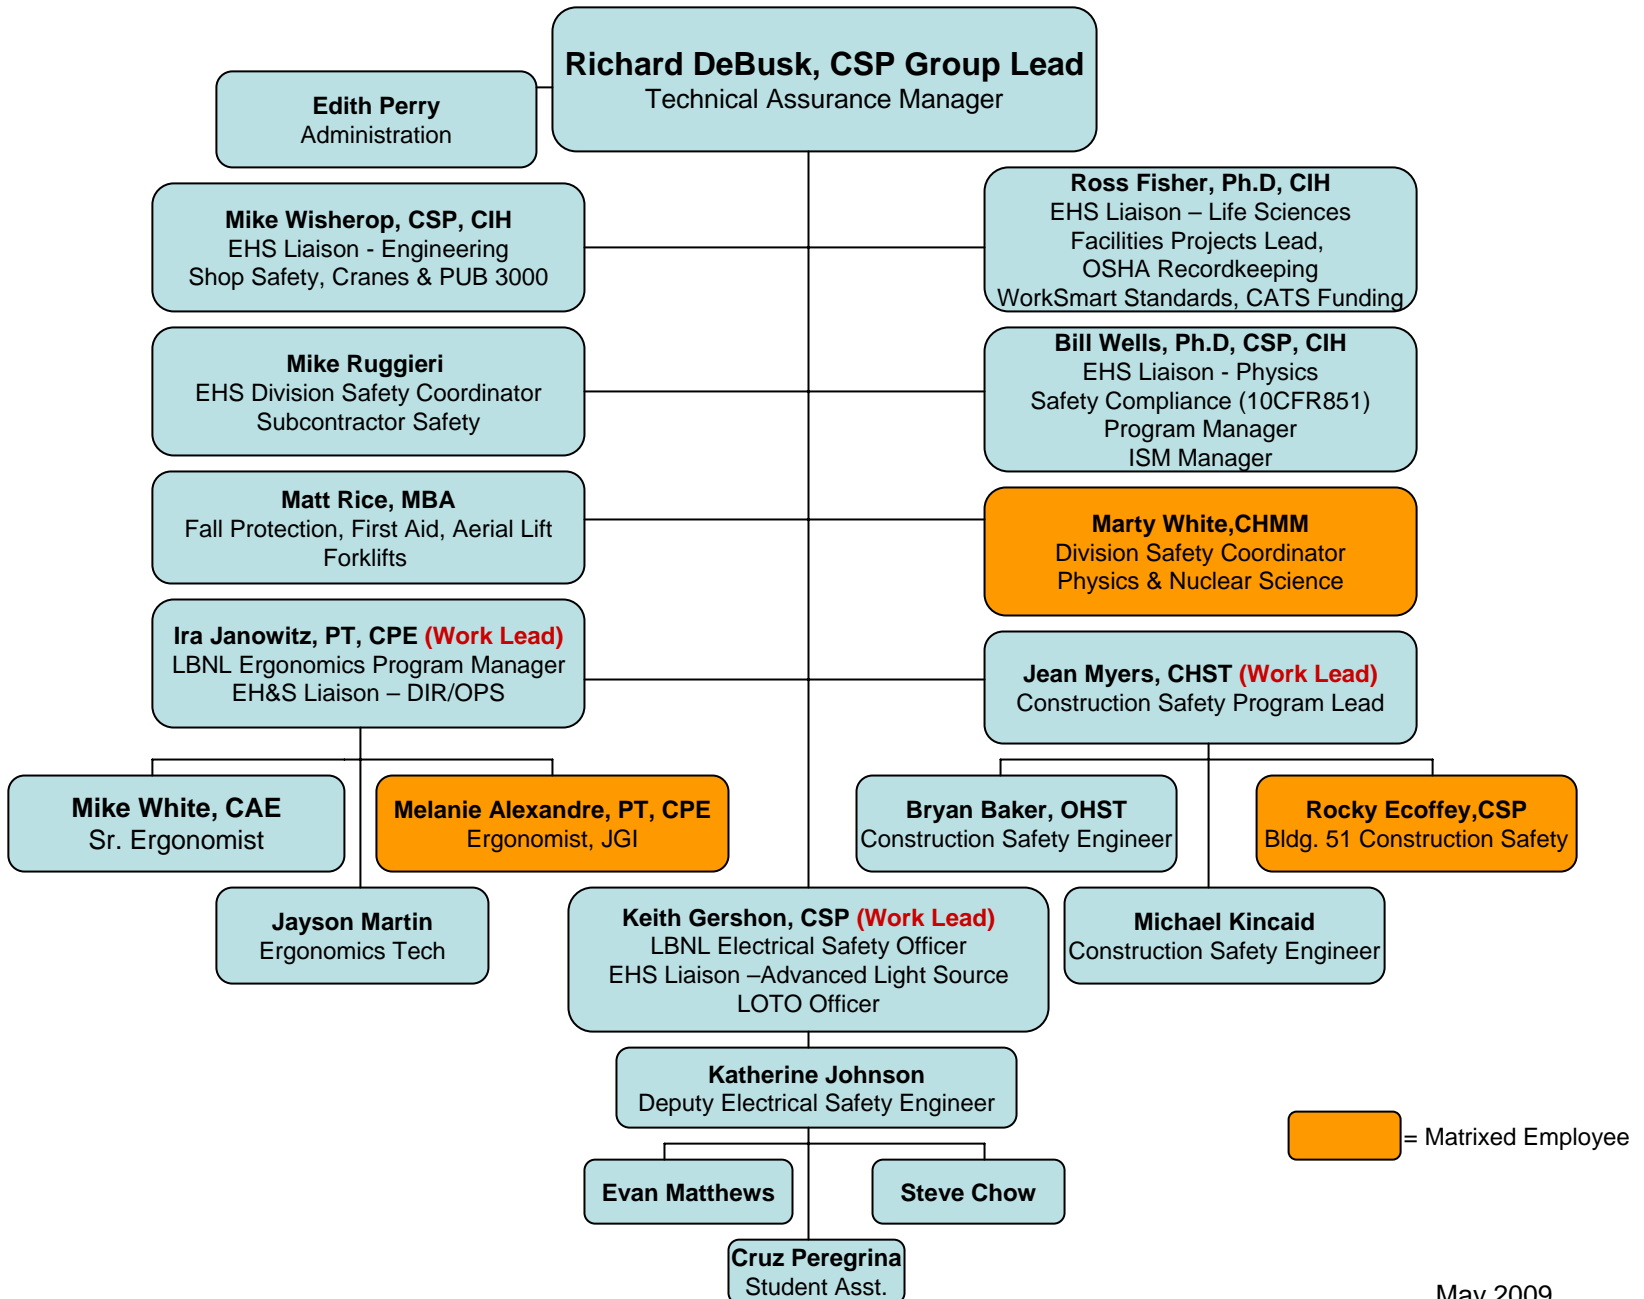 Richard DeBusk, CSP Group Lead
Technical Assurance Manager
Edith Perry
Administration
Mike Wisherop, CSP, CIH
EHS Liaison - Engineering
Shop Safety, Cranes & PUB 3000
Ross Fisher, Ph.D, CIH
EHS Liaison – Life Sciences
Facilities Projects Lead,
OSHA Recordkeeping
WorkSmart Standards, CATS Funding
Mike Ruggieri
EHS Division Safety Coordinator
Subcontractor Safety
Bill Wells, Ph.D, CSP, CIH
EHS Liaison - Physics
Safety Compliance (10CFR851)
Program Manager
ISM Manager
Matt Rice, MBA
Fall Protection, First Aid, Aerial Lift
Forklifts
Marty White,CHMM
Division Safety Coordinator
Physics & Nuclear Science
Ira Janowitz, PT, CPE (Work Lead)
LBNL Ergonomics Program Manager
EH&S Liaison – DIR/OPS
Jean Myers, CHST (Work Lead)
Construction Safety Program Lead
Mike White, CAE
Sr. Ergonomist
Melanie Alexandre, PT, CPE
Ergonomist, JGI
Bryan Baker, OHST
Construction Safety Engineer
Rocky Ecoffey,CSP
Bldg. 51 Construction Safety
Jayson Martin
Ergonomics Tech
Keith Gershon, CSP (Work Lead)
LBNL Electrical Safety Officer
EHS Liaison –Advanced Light Source
LOTO Officer
Michael Kincaid
Construction Safety Engineer
Katherine Johnson
Deputy Electrical Safety Engineer
= Matrixed Employee
Evan Matthews
Steve Chow
Cruz Peregrina
Student Asst.
May 2009